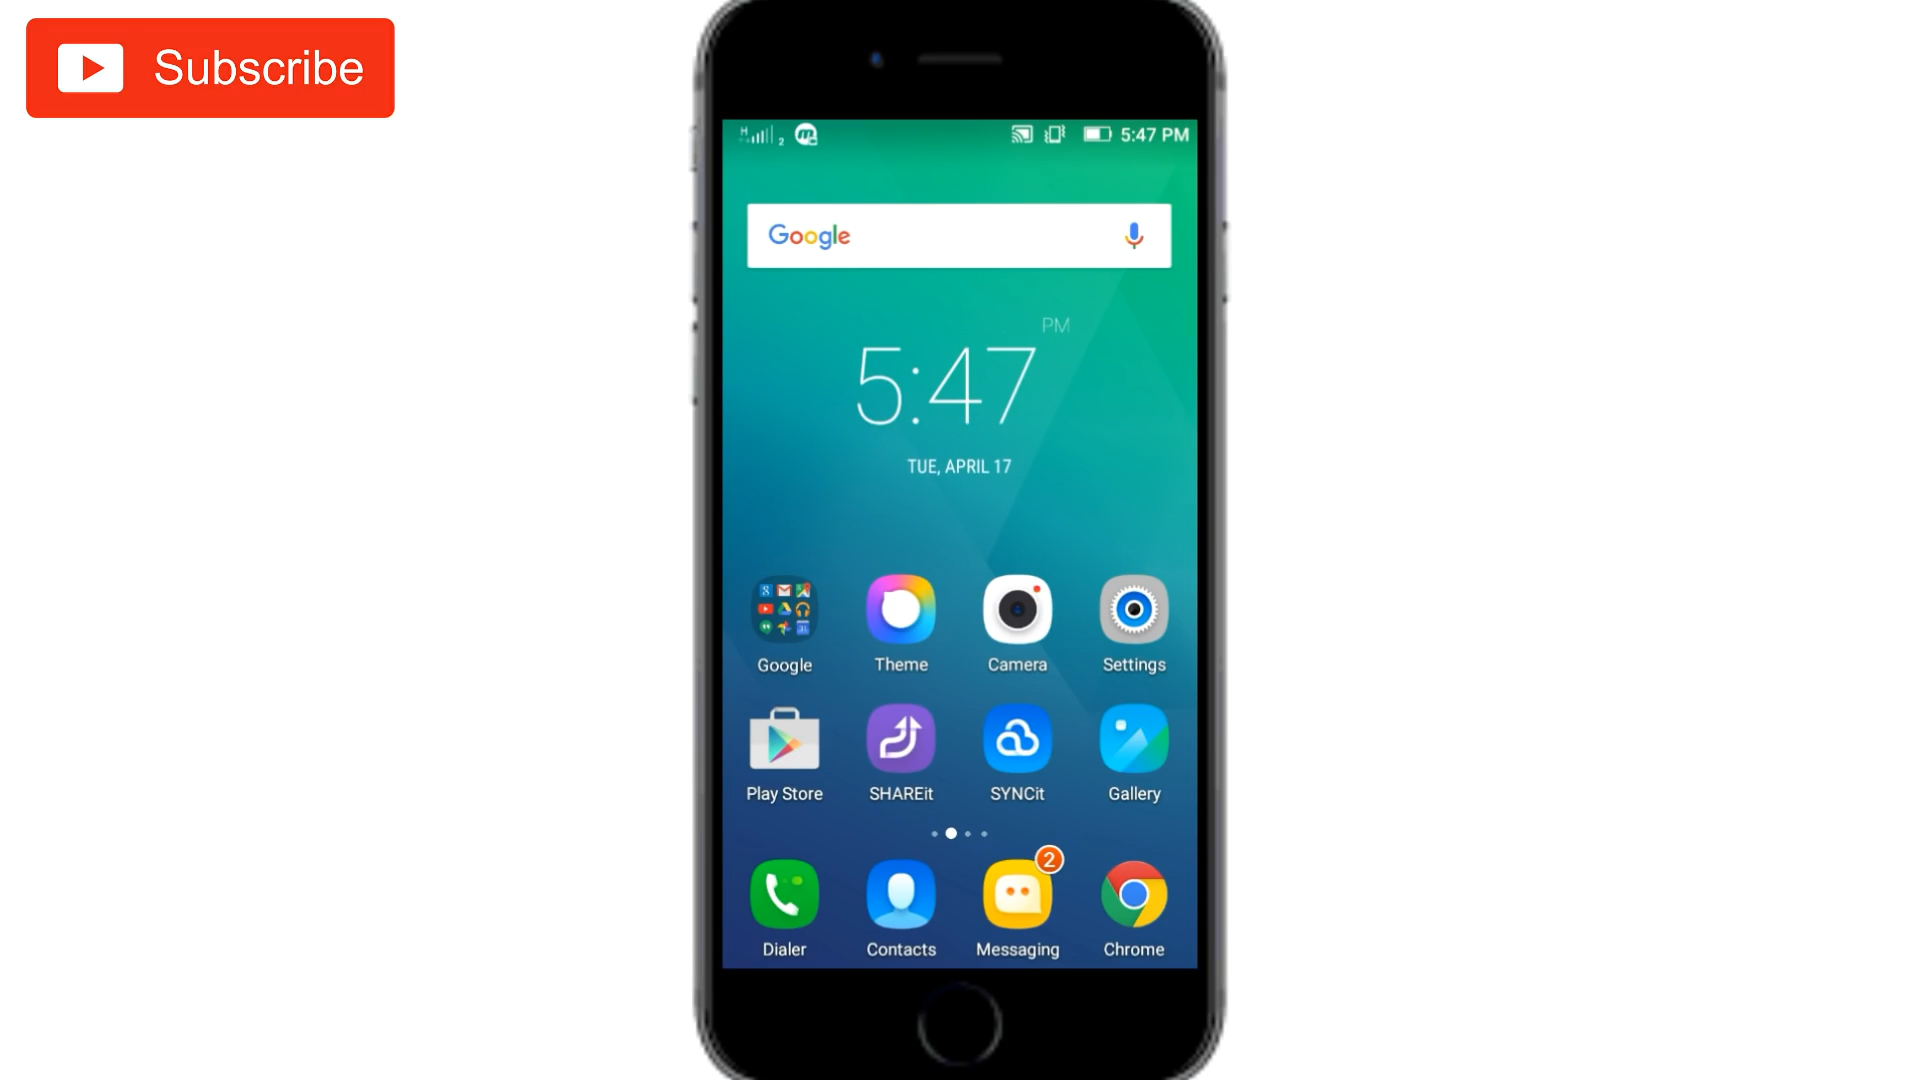 Subscribe
H 2 5:47 PM
Google
PM
5:47
TUE, APRIL 17
Google Theme Camera Settings
Play Store SHAREit SYNCit Gallery
2
Dialer Contacts Messaging Chrome